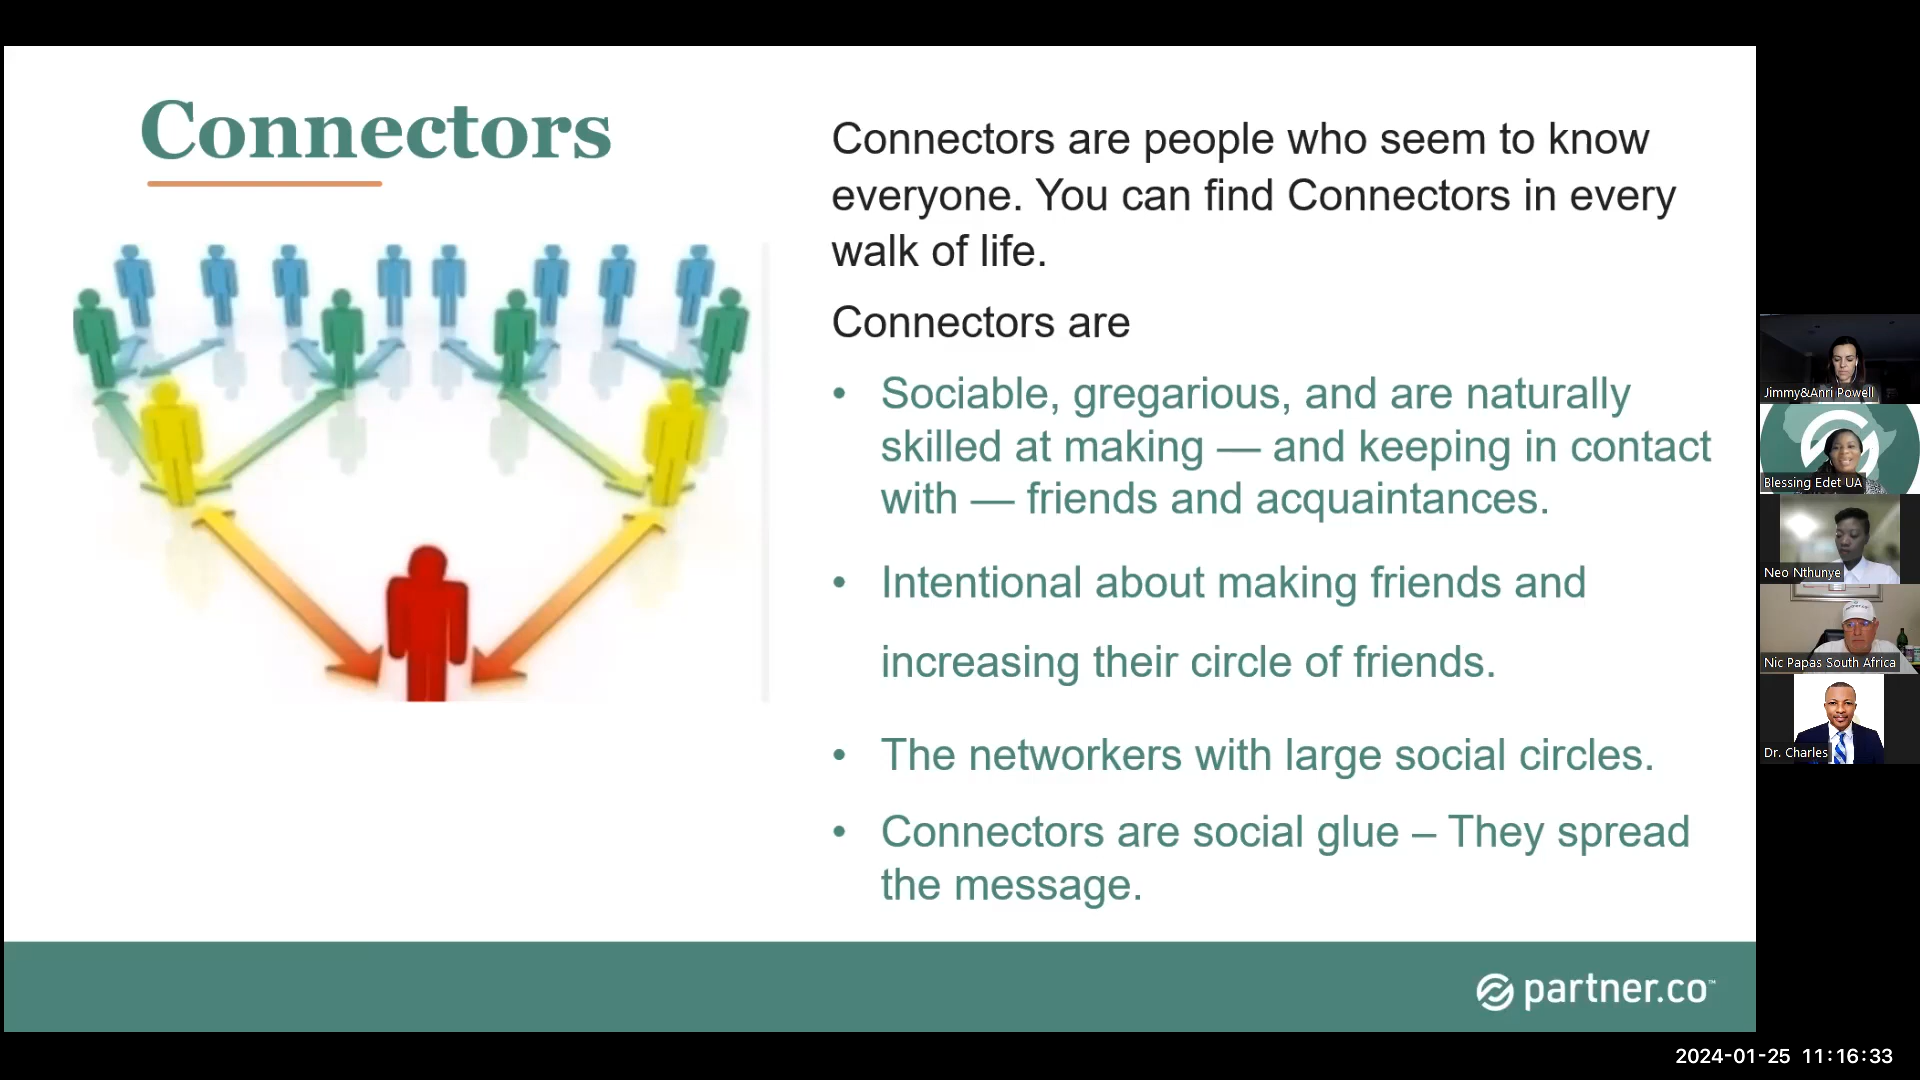 Connectors
Connectors are people who seem to know
everyone. You can find Connectors in every
walk of life.
Connectors are
• Sociable, gregarious, and are naturally
skilled at making — and keeping in contact
with — friends and acquaintances.
• Intentional about making friends and
increasing their circle of friends.
• The networkers with large social circles.
• Connectors are social glue – They spread
the message.
partner.co™
Jimmy&Anri Powell
Blessing Edet UA
Neo Nthunye
Nic Papas South Africa
Dr. Charles
2024-01-25 11:16:33